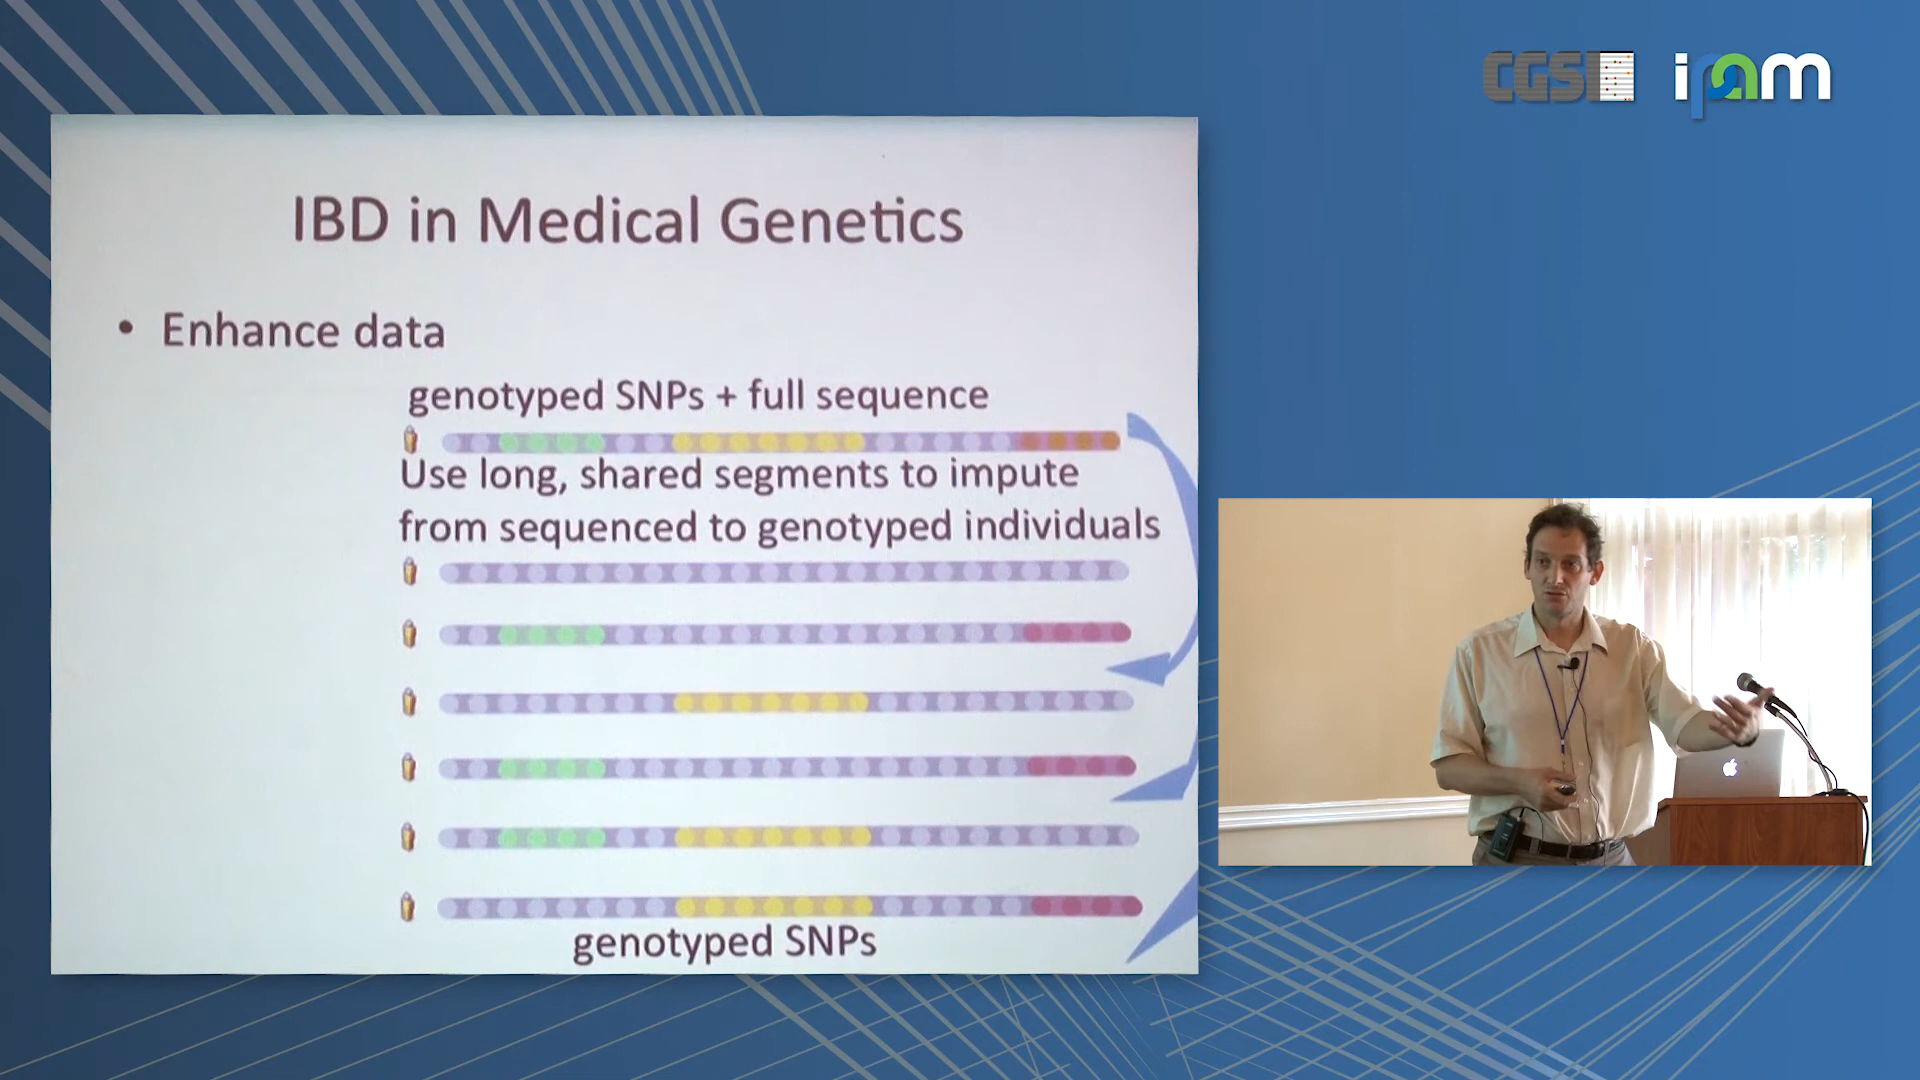 CGSI
ipam
IBD in Medical Genetics
• Enhance data
genotyped SNPs + full sequence
Use long, shared segments to impute
from sequenced to genotyped individuals
genotyped SNPs